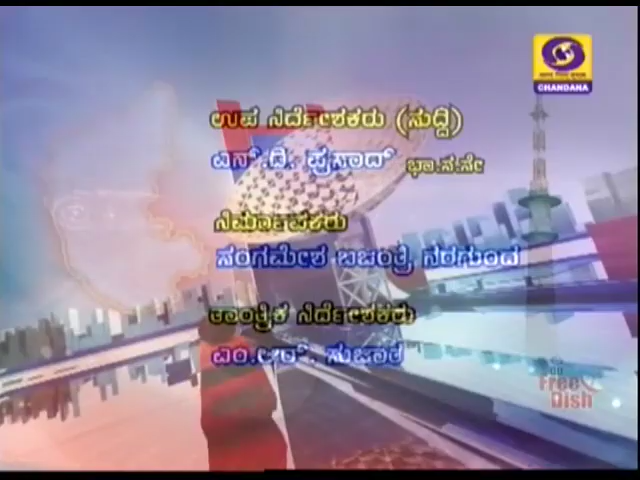 CHANDANA
ಉಪ ನಿರ್ದೇಶಕರು (ಸುದ್ದಿ)
ಎನ್.ಡಿ. ಪ್ರಸಾದ್ ಭಾ.ಸ.ಸೇ
ನಿರ್ಮಾಪಕರು
ಸಂಗಮೇಶ ಬಜಂತ್ರಿ ನರಗುಂದ
ತಾಂತ್ರಿಕ ನಿರ್ದೇಶಕರು
ಎಂ.ಆರ್. ಸುಜಾತ
Free
Dish